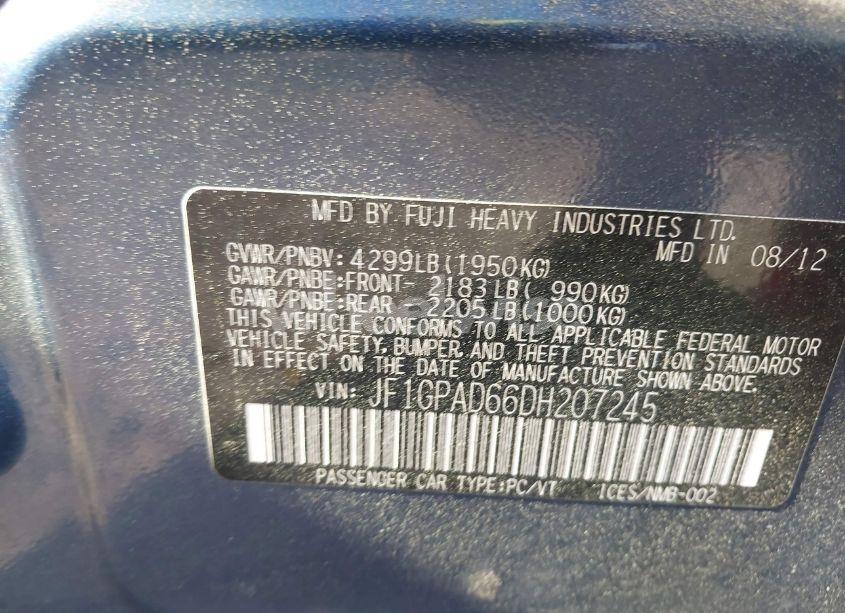 MFD BY FUJI HEAVY INDUSTRIES LTD.
MFD IN 08/12
GVWR/PNBV: 4299LB(1950KG)
GAWR/PNBE:FRONT- 2183LB( 990KG)
GAWR/PNBE:REAR 2205LB(1000KG)
THIS VEHICLE CONFORMS TO ALL APPLICABLE FEDERAL MOTOR
VEHICLE SAFETY, BUMPER, AND THEFT PREVENTION STANDARDS
IN EFFECT ON THE DATE OF MANUFACTURE SHOWN ABOVE.
VIN: JF1GPAD66DH207245
PASSENGER CAR TYPE:PC/VT ICES/NMB-002